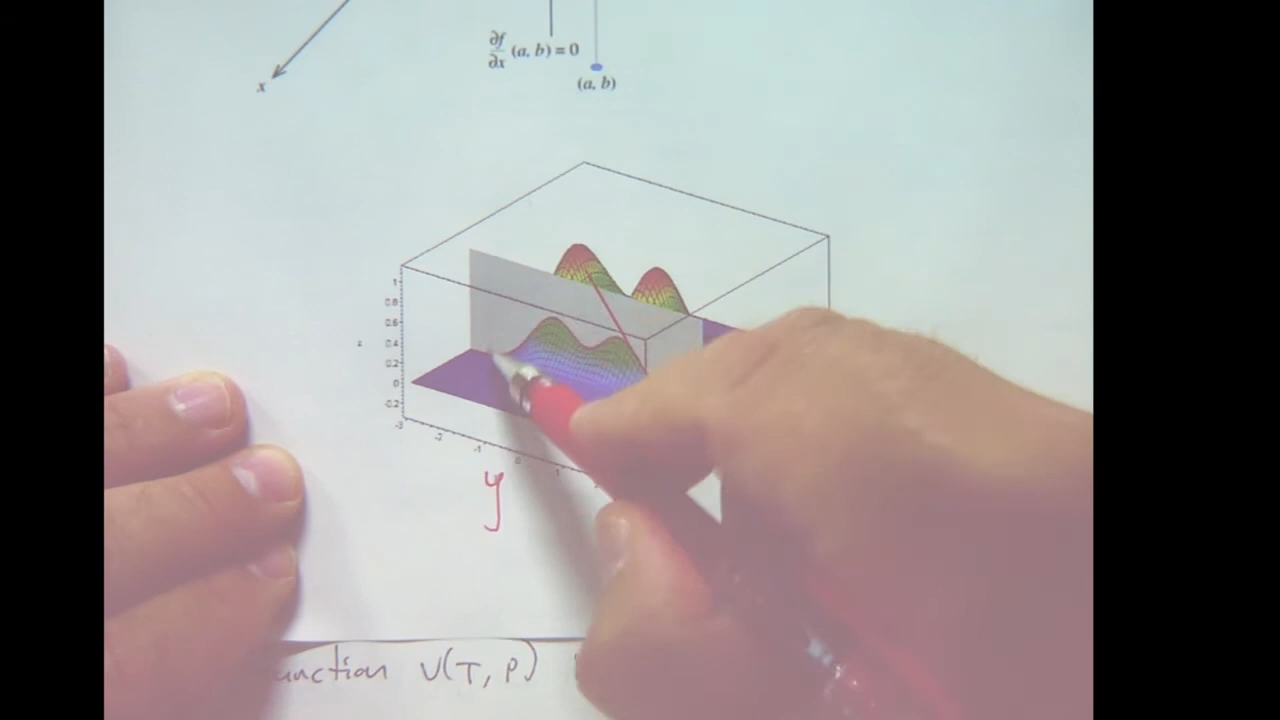 ∂f/∂x (a, b) = 0
x
(a, b)
1
0.8
0.6
0.4
0.2
0
-0.2
-3
-2
-1
0
1
y
unction V(T, P)